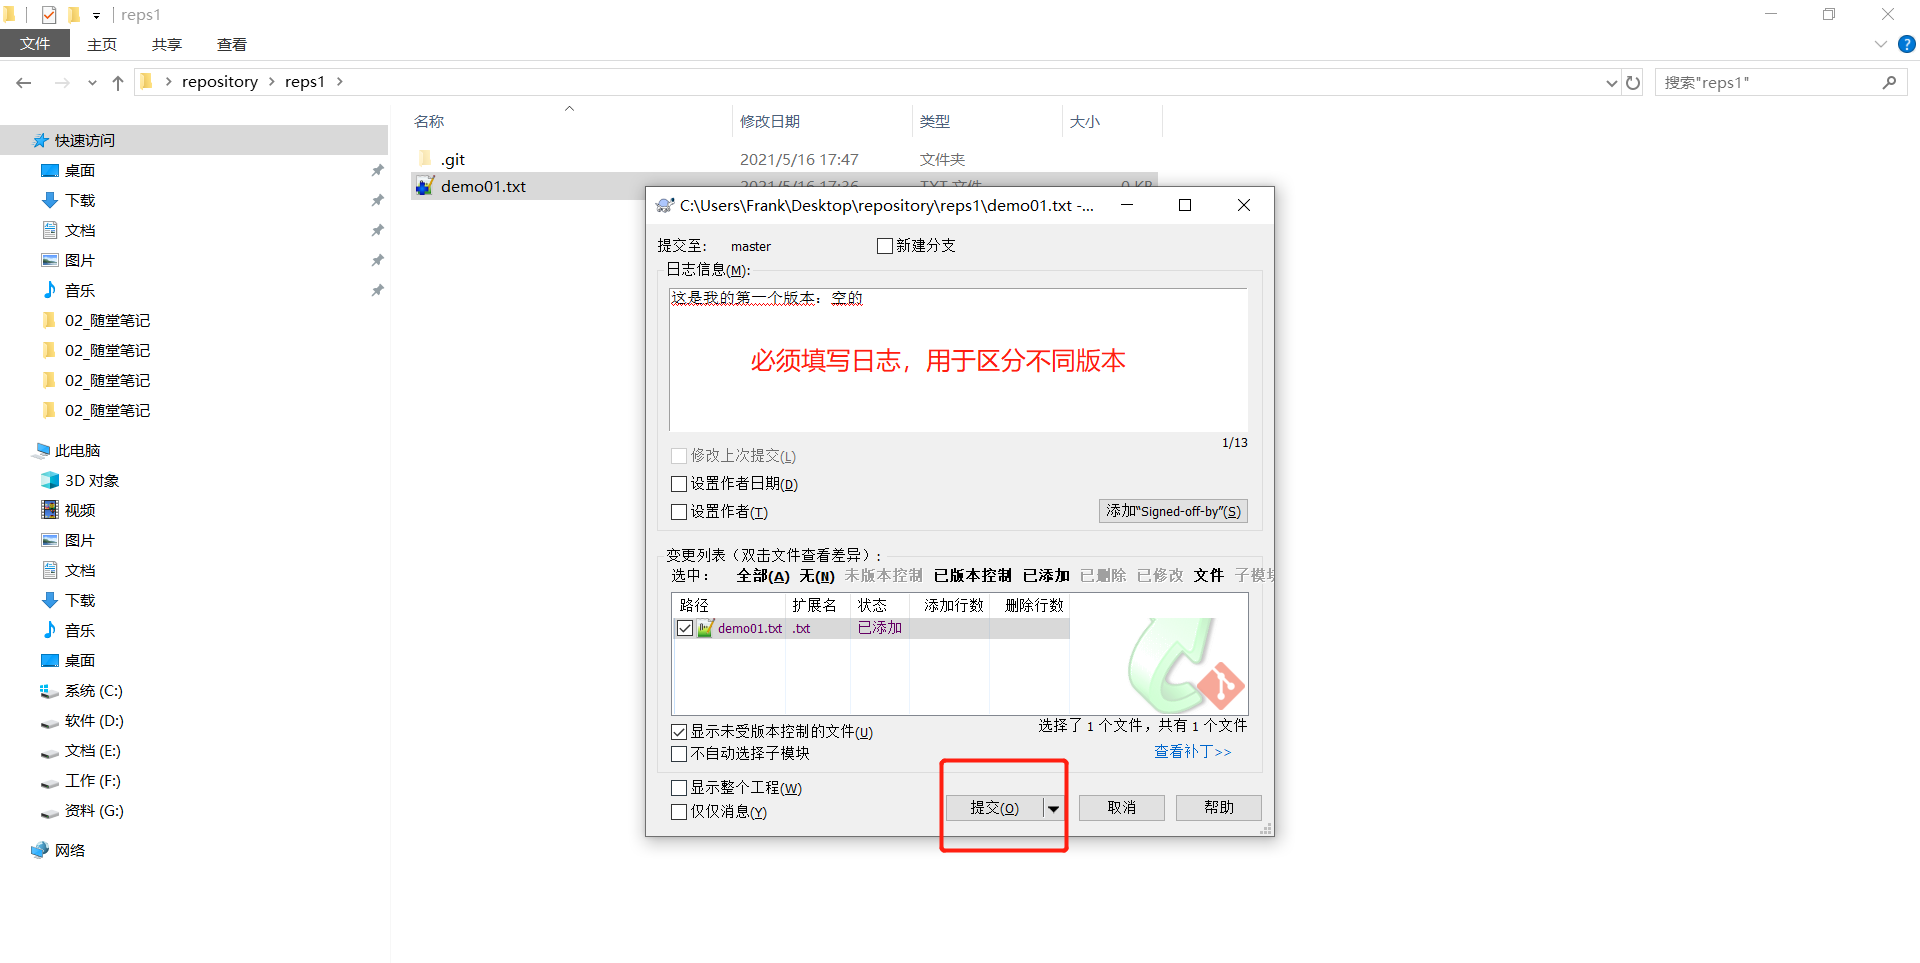 reps1
文件 主页 共享 查看
repository reps1 搜索"reps1"
名称 修改日期 类型 大小
快速访问
桌面
下载
文档
图片
音乐
02_随堂笔记
02_随堂笔记
02_随堂笔记
02_随堂笔记
此电脑
3D 对象
视频
图片
文档
下载
音乐
桌面
系统 (C:)
软件 (D:)
文档 (E:)
工作 (F:)
资料 (G:)
网络
.git 2021/5/16 17:47 文件夹
demo01.txt 2021/5/16 17:36 TXT 文件 0 KB
C:\Users\Frank\Desktop\repository\reps1\demo01.txt -...
提交至: master 新建分支
日志信息(M):
这是我的第一个版本：空的
必须填写日志，用于区分不同版本
1/13
修改上次提交(L)
设置作者日期(D)
设置作者(T) 添加“Signed-off-by”(S)
变更列表（双击文件查看差异）:
选中: 全部(A) 无(N) 未版本控制 已版本控制 已添加 已删除 已修改 文件 子模块
路径 扩展名 状态 添加行数 删除行数
demo01.txt .txt 已添加
显示未受版本控制的文件(U) 选择了 1 个文件，共有 1 个文件
不自动选择子模块 查看补丁>>
显示整个工程(W)
仅仅消息(Y)
提交(O) 取消 帮助